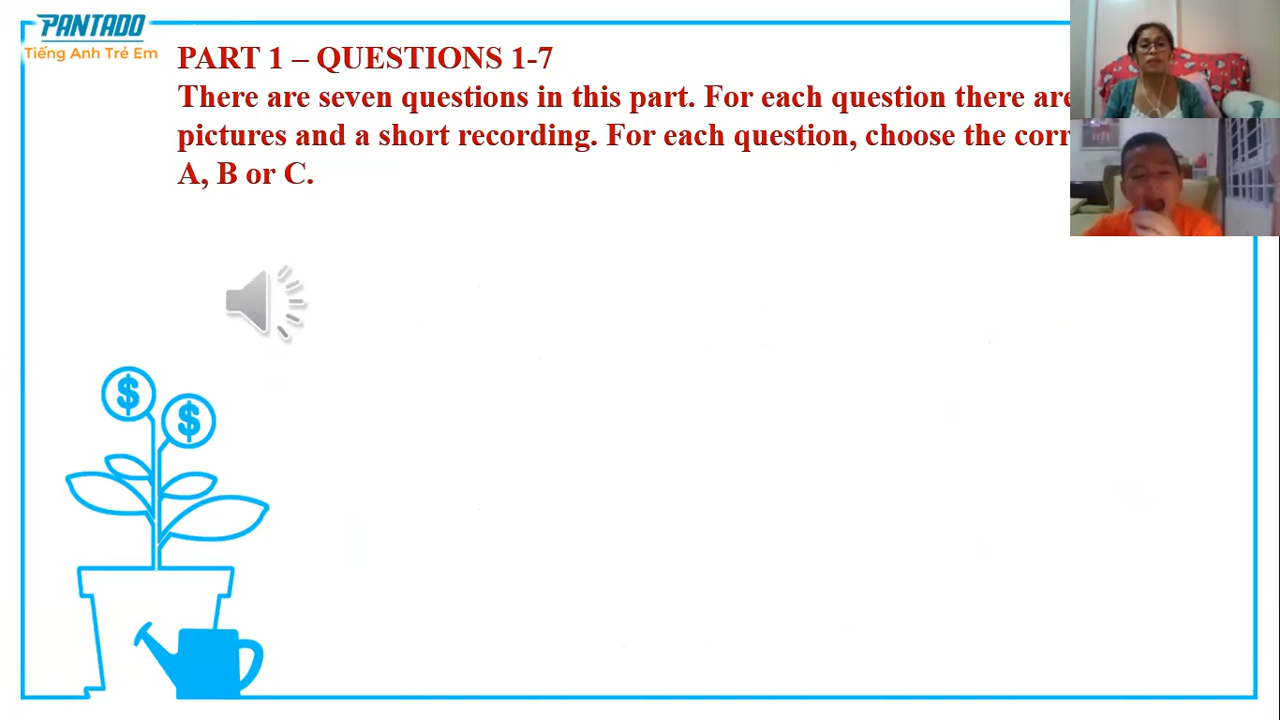 PANTADO
Tiếng Anh Trẻ Em
PART 1 – QUESTIONS 1-7
There are seven questions in this part. For each question there are
pictures and a short recording. For each question, choose the corr
A, B or C.
$
$